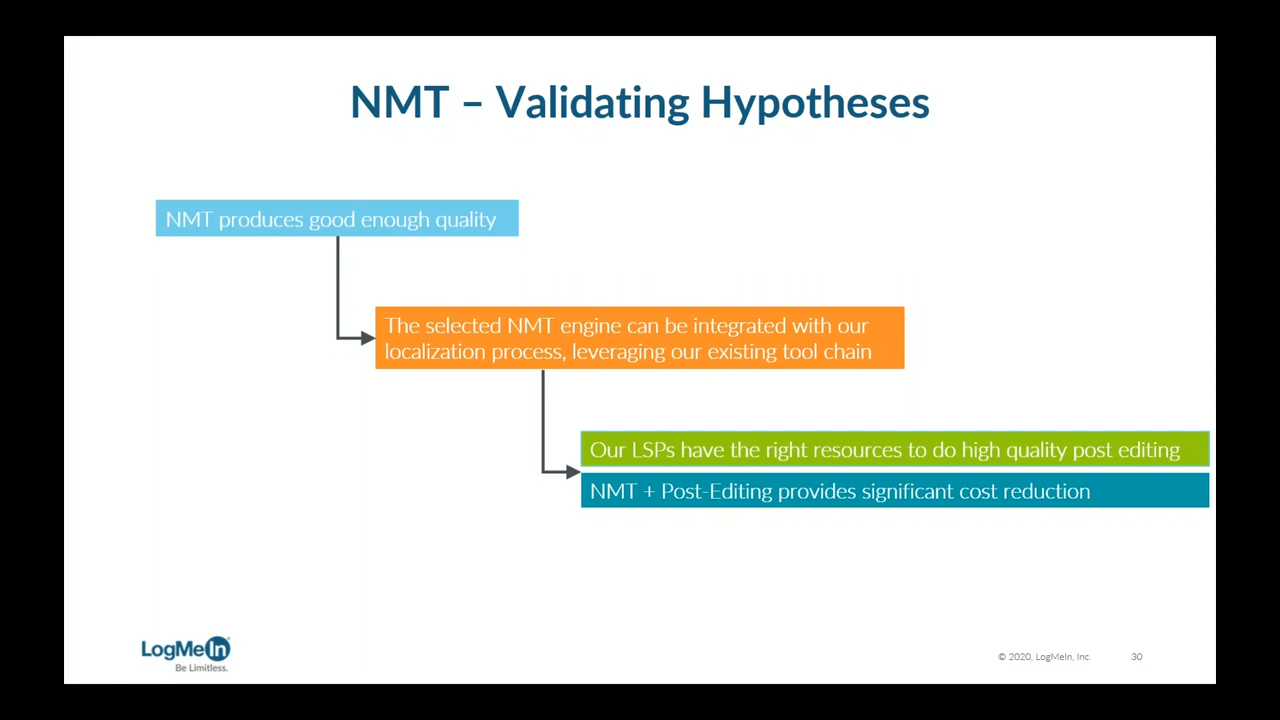 NMT – Validating Hypotheses
NMT produces good enough quality
The selected NMT engine can be integrated with our
localization process, leveraging our existing tool chain
Our LSPs have the right resources to do high quality post editing
NMT + Post-Editing provides significant cost reduction
LogMeIn
Be Limitless.
© 2020, LogMeIn, Inc.
30